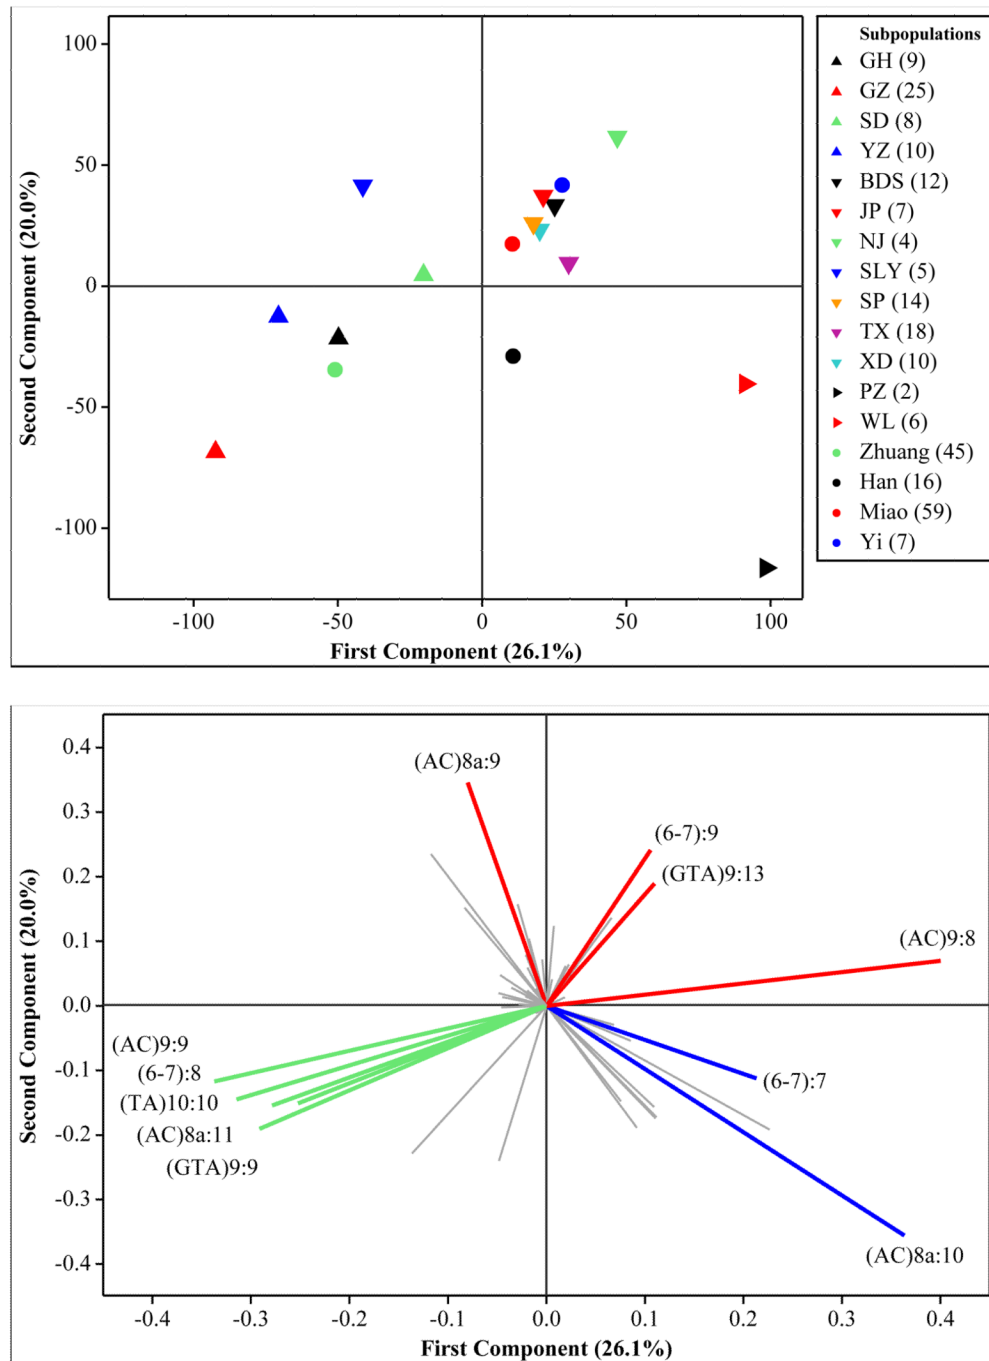 Subpopulations
GH (9)
GZ (25)
SD (8)
YZ (10)
BDS (12)
JP (7)
NJ (4)
SLY (5)
SP (14)
TX (18)
XD (10)
PZ (2)
WL (6)
Zhuang (45)
Han (16)
Miao (59)
Yi (7)
Second Component (20.0%)
100
50
0
-50
-100
-100
-50
0
50
100
First Component (26.1%)
Second Component (20.0%)
0.4
0.3
0.2
0.1
0.0
-0.1
-0.2
-0.3
-0.4
(AC)8a:9
(6-7):9
(GTA)9:13
(AC)9:8
(AC)9:9
(6-7):8
(TA)10:10
(AC)8a:11
(GTA)9:9
(6-7):7
(AC)8a:10
-0.4
-0.3
-0.2
-0.1
0.0
0.1
0.2
0.3
0.4
First Component (26.1%)